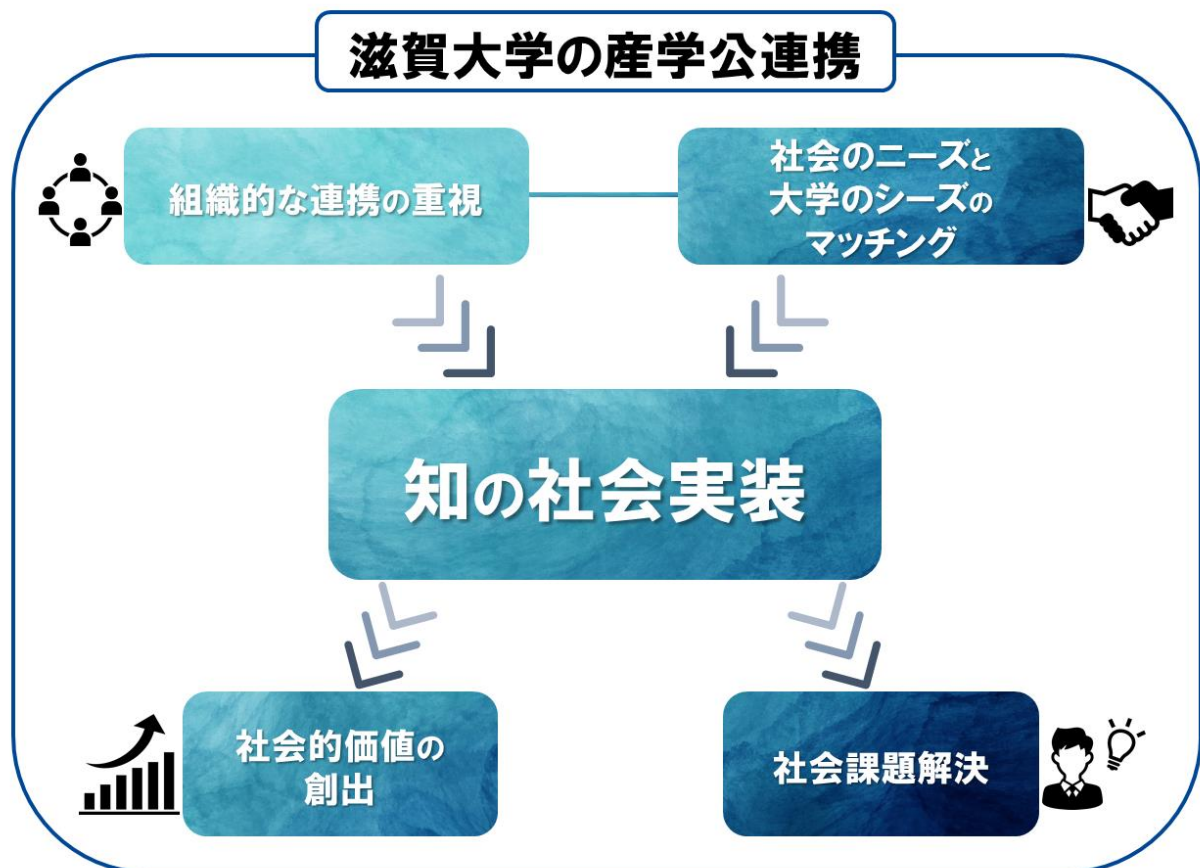 滋賀大学の産学公連携
組織的な連携の重視
社会のニーズと
大学のシーズの
マッチング
知の社会実装
社会的価値の
創出
社会課題解決